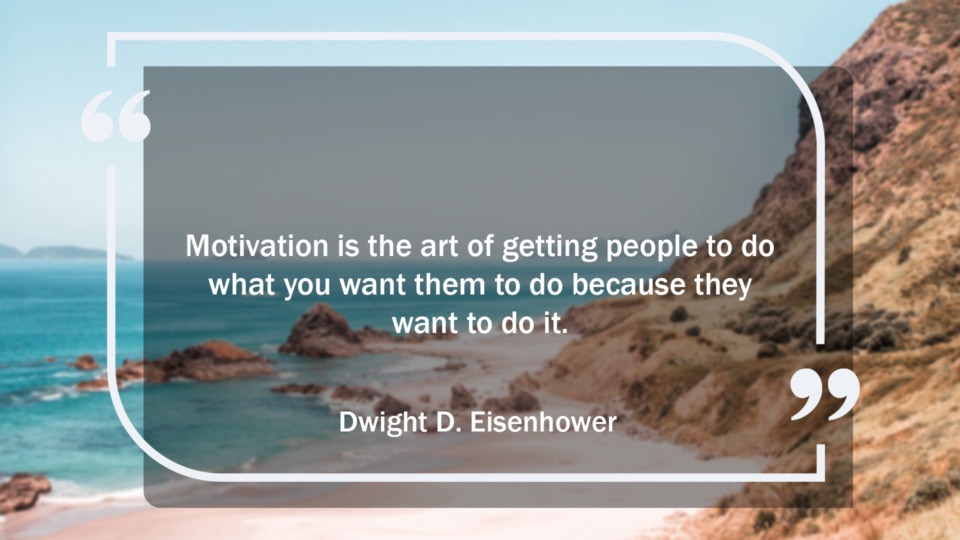 Motivation is the art of getting people to do
what you want them to do because they
want to do it.
Dwight D. Eisenhower